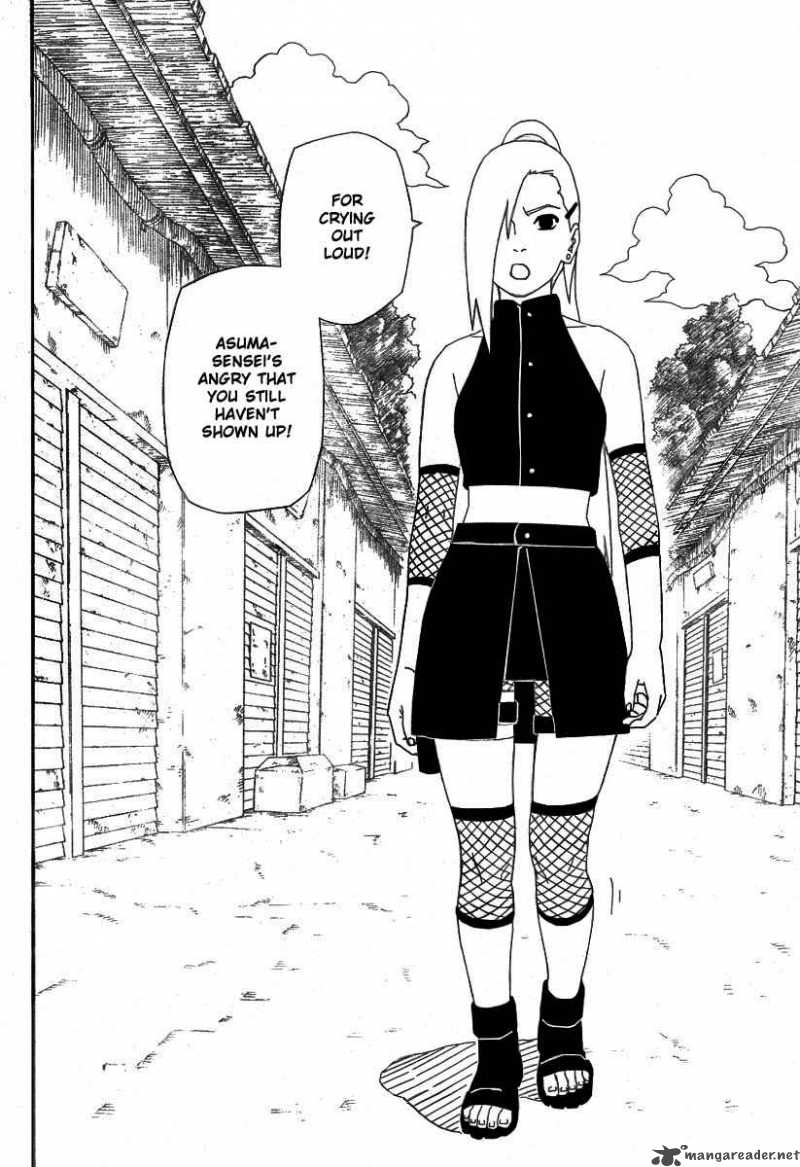 FOR
CRYING
OUT
LOUD!
ASUMA-
SENSEI'S
ANGRY THAT
YOU STILL
HAVEN'T
SHOWN UP!
mangareader.net